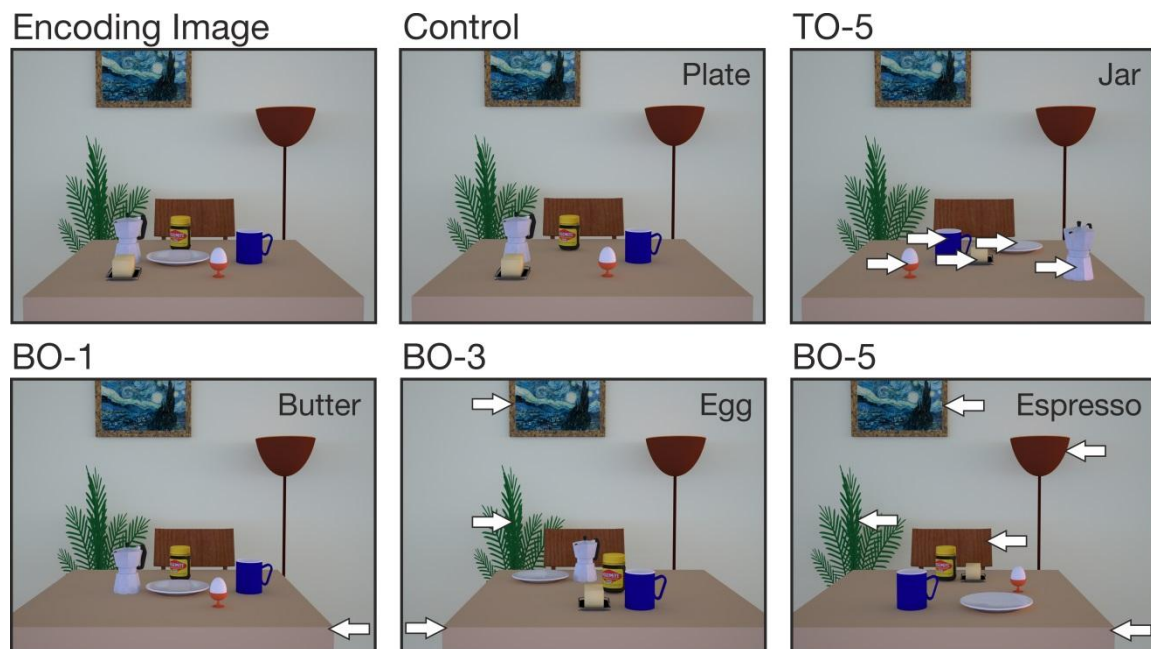 Encoding Image
Control
TO-5
Plate
Jar
BO-1
BO-3
BO-5
Butter
Egg
Espresso